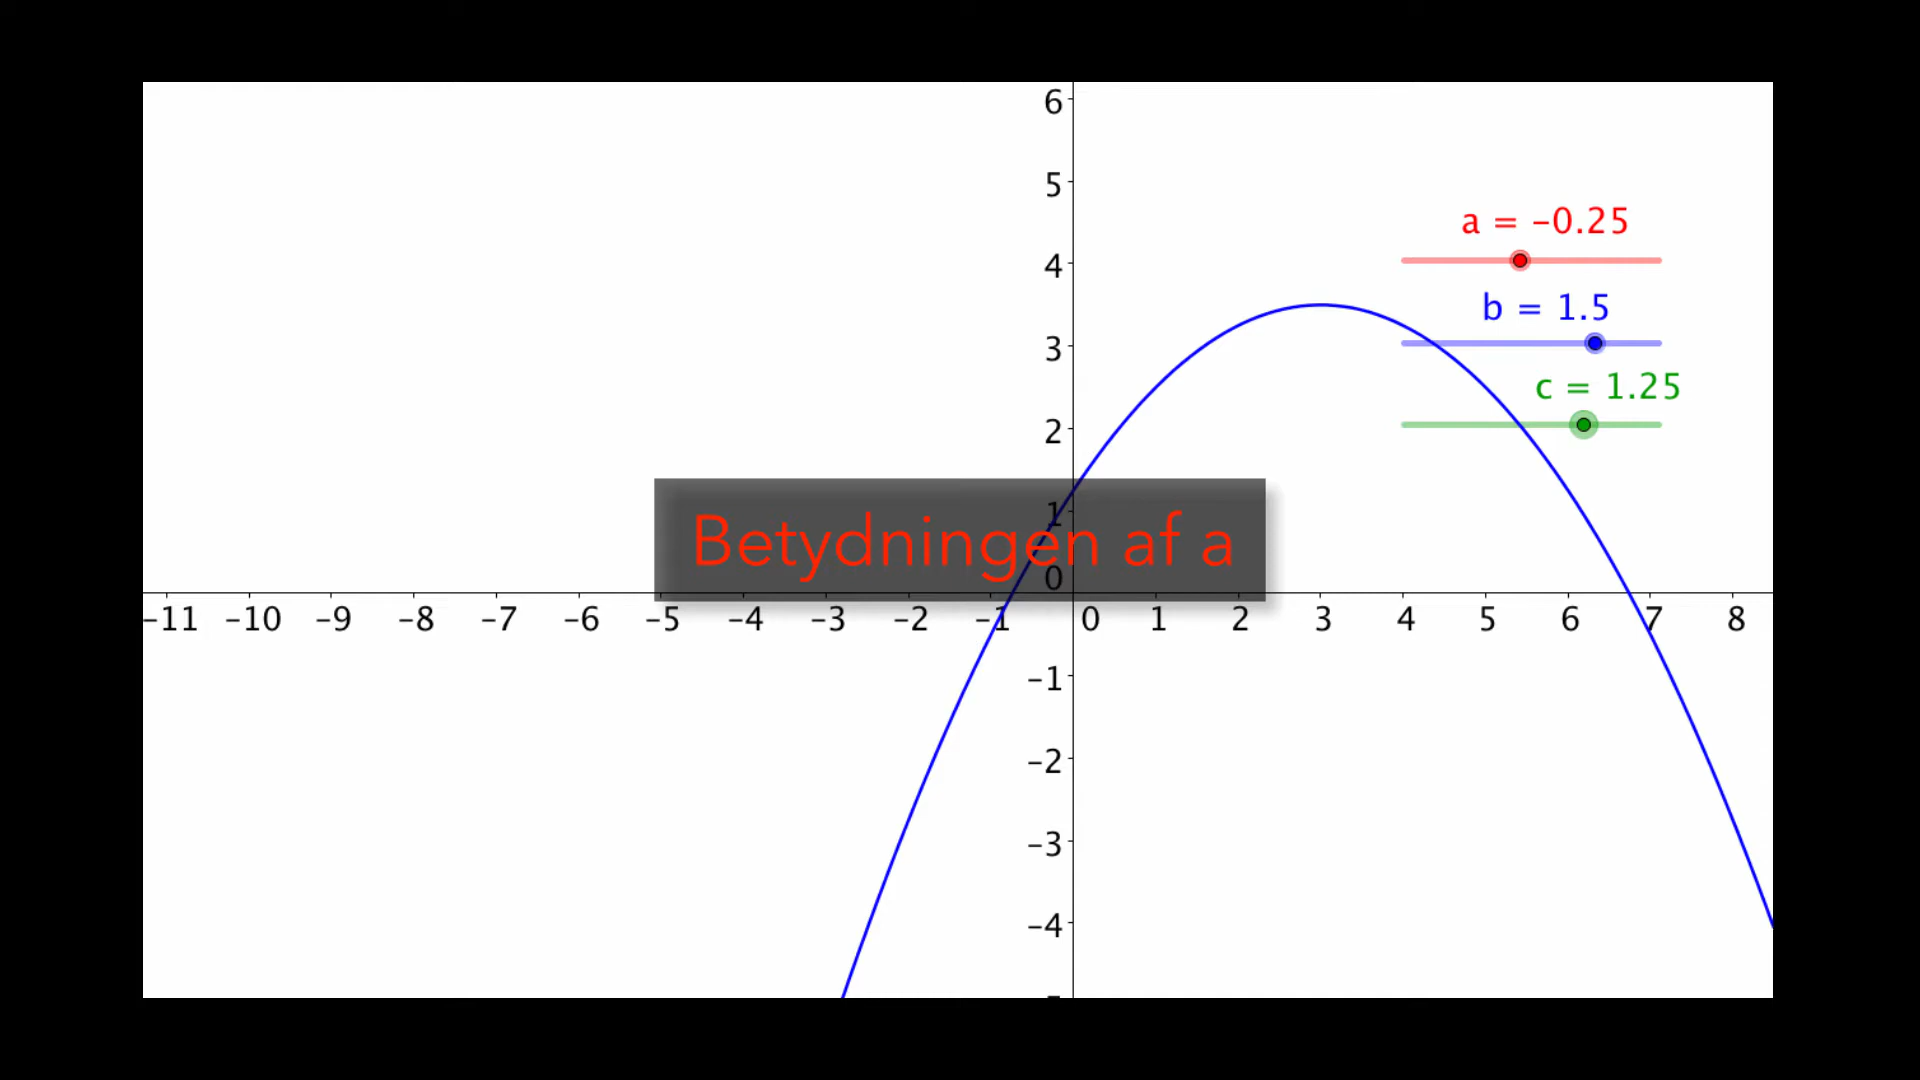 6
5
a = −0.25
4
b = 1.5
3
c = 1.25
2
1
Betydningen af a
0
−11 −10 −9 −8 −7 −6 −5 −4 −3 −2 −1 0 1 2 3 4 5 6 7 8
−1
−2
−3
−4